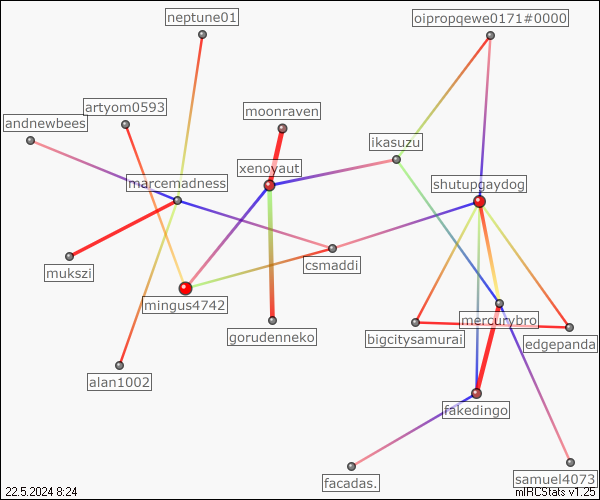 neptune01
oipropqewe0171#0000
artyom0593
moonraven
andnewbees
ikasuzu
xenoyaut
marcemadness
shutupgaydog
csmaddi
mukszi
mingus4742
mercurybro
gorudenneko
bigcitysamurai
edgepanda
alan1002
fakedingo
facadas.
samuel4073
22.5.2024 8:24
mIRCStats v1.25